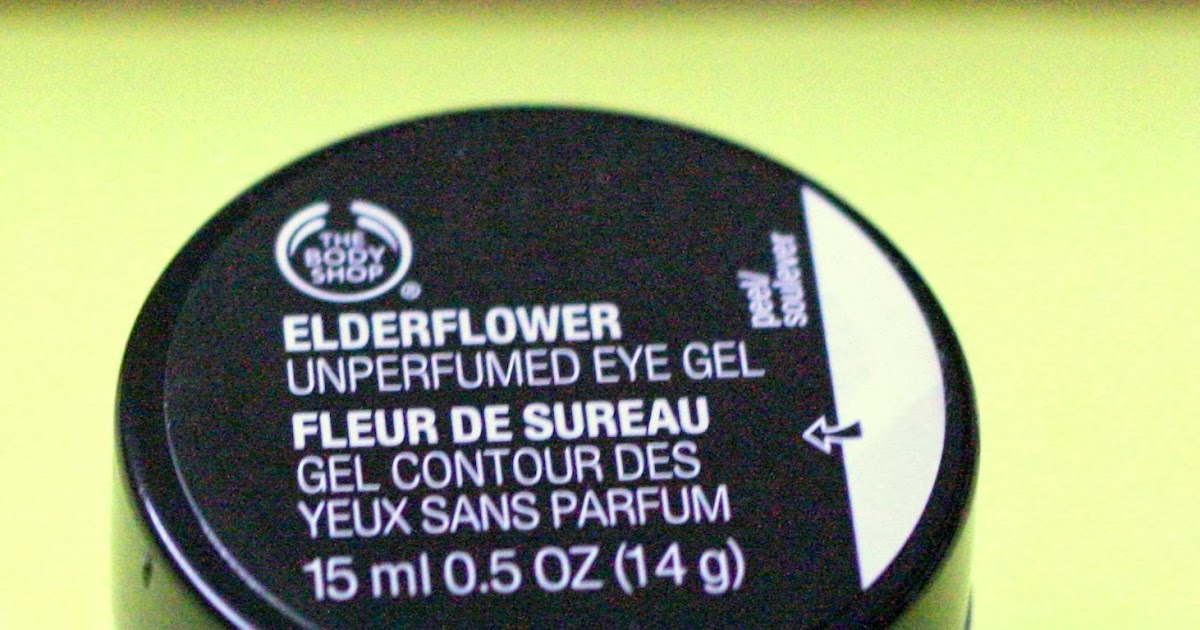 THE
BODY
SHOP
®
ELDERFLOWER
UNPERFUMED EYE GEL
FLEUR DE SUREAU
GEL CONTOUR DES
YEUX SANS PARFUM
15 ml 0.5 OZ (14 g)
peel/
soulever